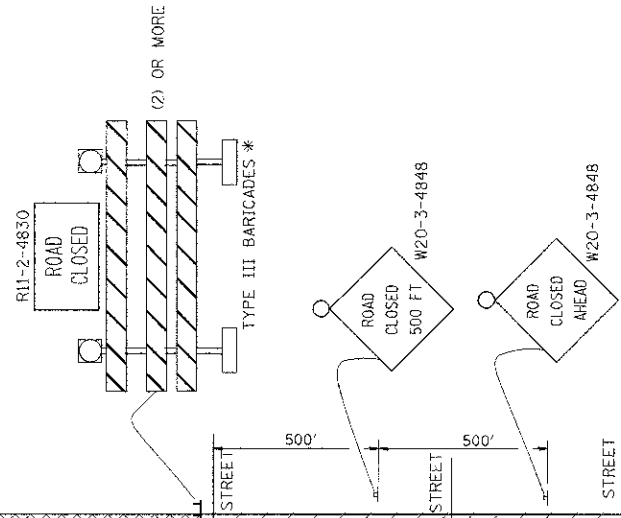 R11-2-4830
ROAD
CLOSED
(2) OR MORE
TYPE III BARICADES *
W20-3-4848
ROAD
CLOSED
500 FT
W20-3-4848
ROAD
CLOSED
AHEAD
500'
500'
STREET
STREET
STREET